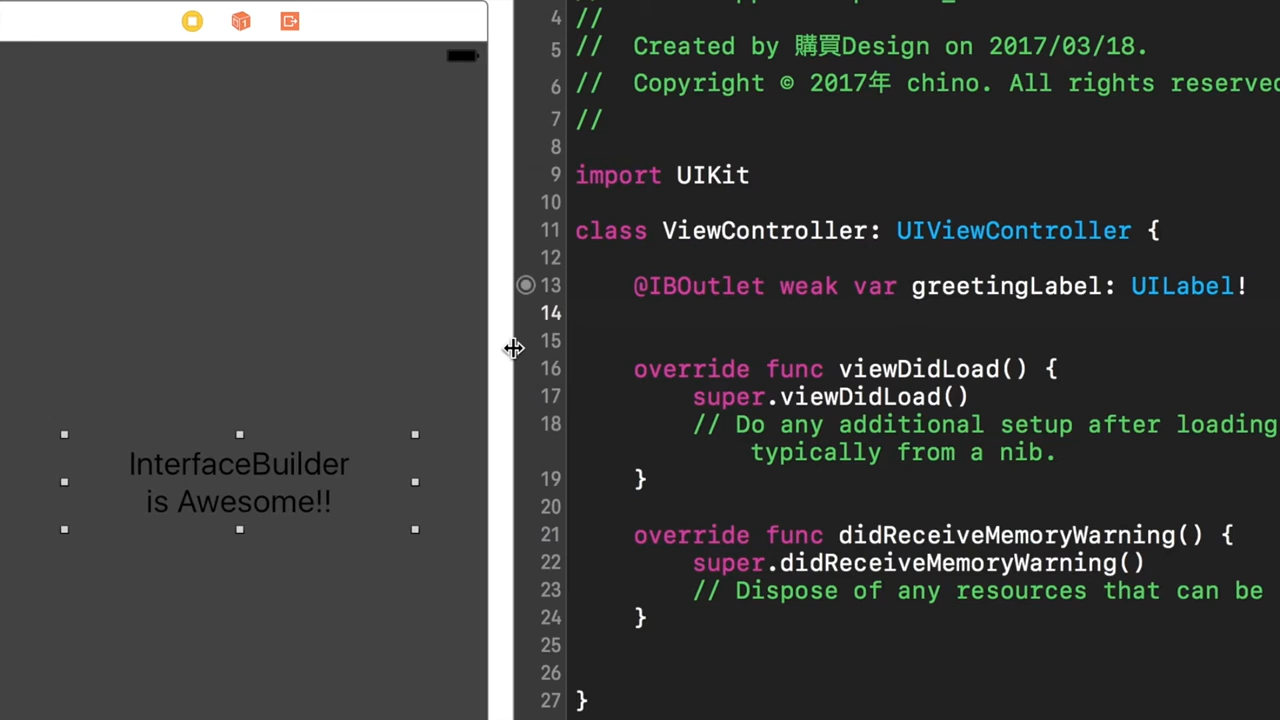 InterfaceBuilder
is Awesome!!
4 //
5 // Created by 購買Design on 2017/03/18.
6 // Copyright © 2017年 chino. All rights reserved
7 //
8
9 import UIKit
10
11 class ViewController: UIViewController {
12
13 @IBOutlet weak var greetingLabel: UILabel!
14
15
16 override func viewDidLoad() {
17 super.viewDidLoad()
18 // Do any additional setup after loading
typically from a nib.
19 }
20
21 override func didReceiveMemoryWarning() {
22 super.didReceiveMemoryWarning()
23 // Dispose of any resources that can be
24 }
25
26
27 }